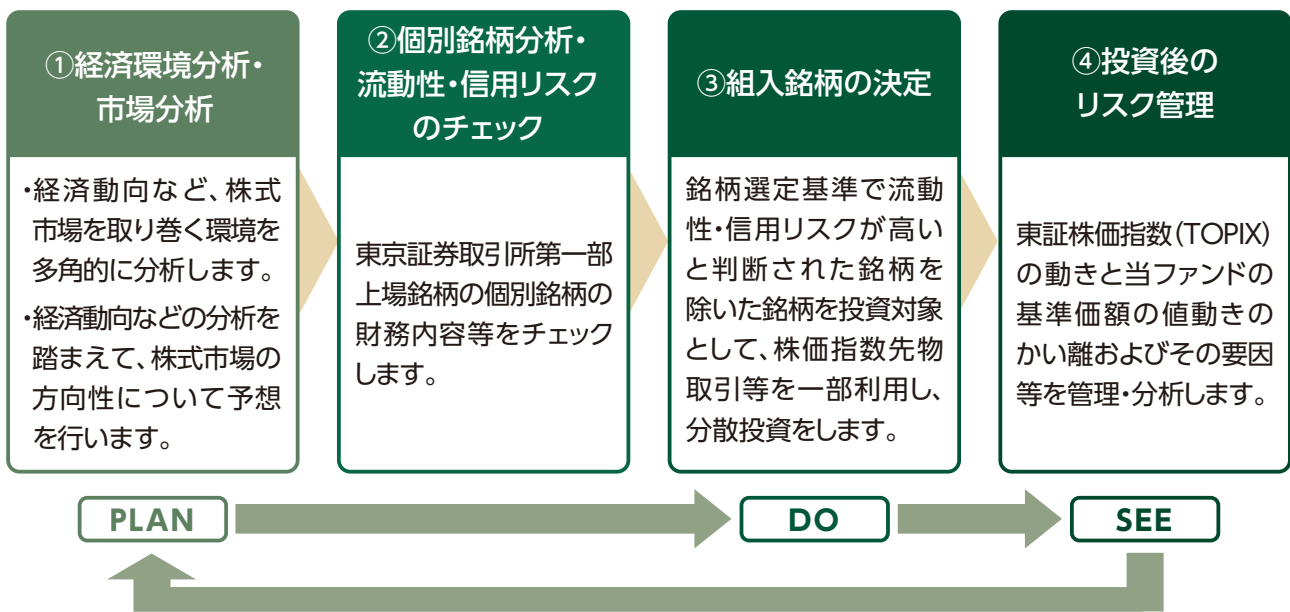 ①経済環境分析・
市場分析
・経済動向など、株式
市場を取り巻く環境を
多角的に分析します。
・経済動向などの分析を
踏まえて、株式市場の
方向性について予想
を行います。
②個別銘柄分析・
流動性・信用リスク
のチェック
東京証券取引所第一部
上場銘柄の個別銘柄の
財務内容等をチェック
します。
③組入銘柄の決定
銘柄選定基準で流動
性・信用リスクが高い
と判断された銘柄を
除いた銘柄を投資対象
として、株価指数先物
取引等を一部利用し、
分散投資をします。
④投資後の
リスク管理
東証株価指数(TOPIX)
の動きと当ファンドの
基準価額の値動きの
かい離およびその要因
等を管理・分析します。
PLAN
DO
SEE